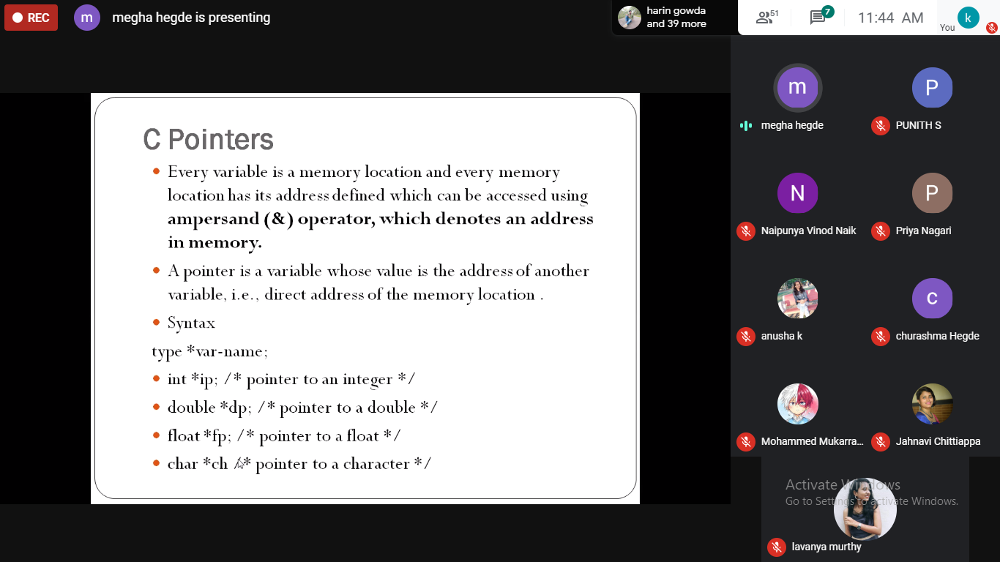 REC
m
megha hegde is presenting
harin gowda
and 39 more
51
7
11:44 AM
You
k
C Pointers
Every variable is a memory location and every memory
location has its address defined which can be accessed using
ampersand (&) operator, which denotes an address
in memory.
A pointer is a variable whose value is the address of another
variable, i.e., direct address of the memory location .
Syntax
type *var-name;
int *ip; /* pointer to an integer */
double *dp; /* pointer to a double */
float *fp; /* pointer to a float */
char *ch /* pointer to a character */
m
P
megha hegde
PUNITH S
N
P
Naipunya Vinod Naik
Priya Nagari
c
anusha k
churashma Hegde
Mohammed Mukarra...
Jahnavi Chittiappa
Activate Windows
Go to Settings to activate Windows.
lavanya murthy